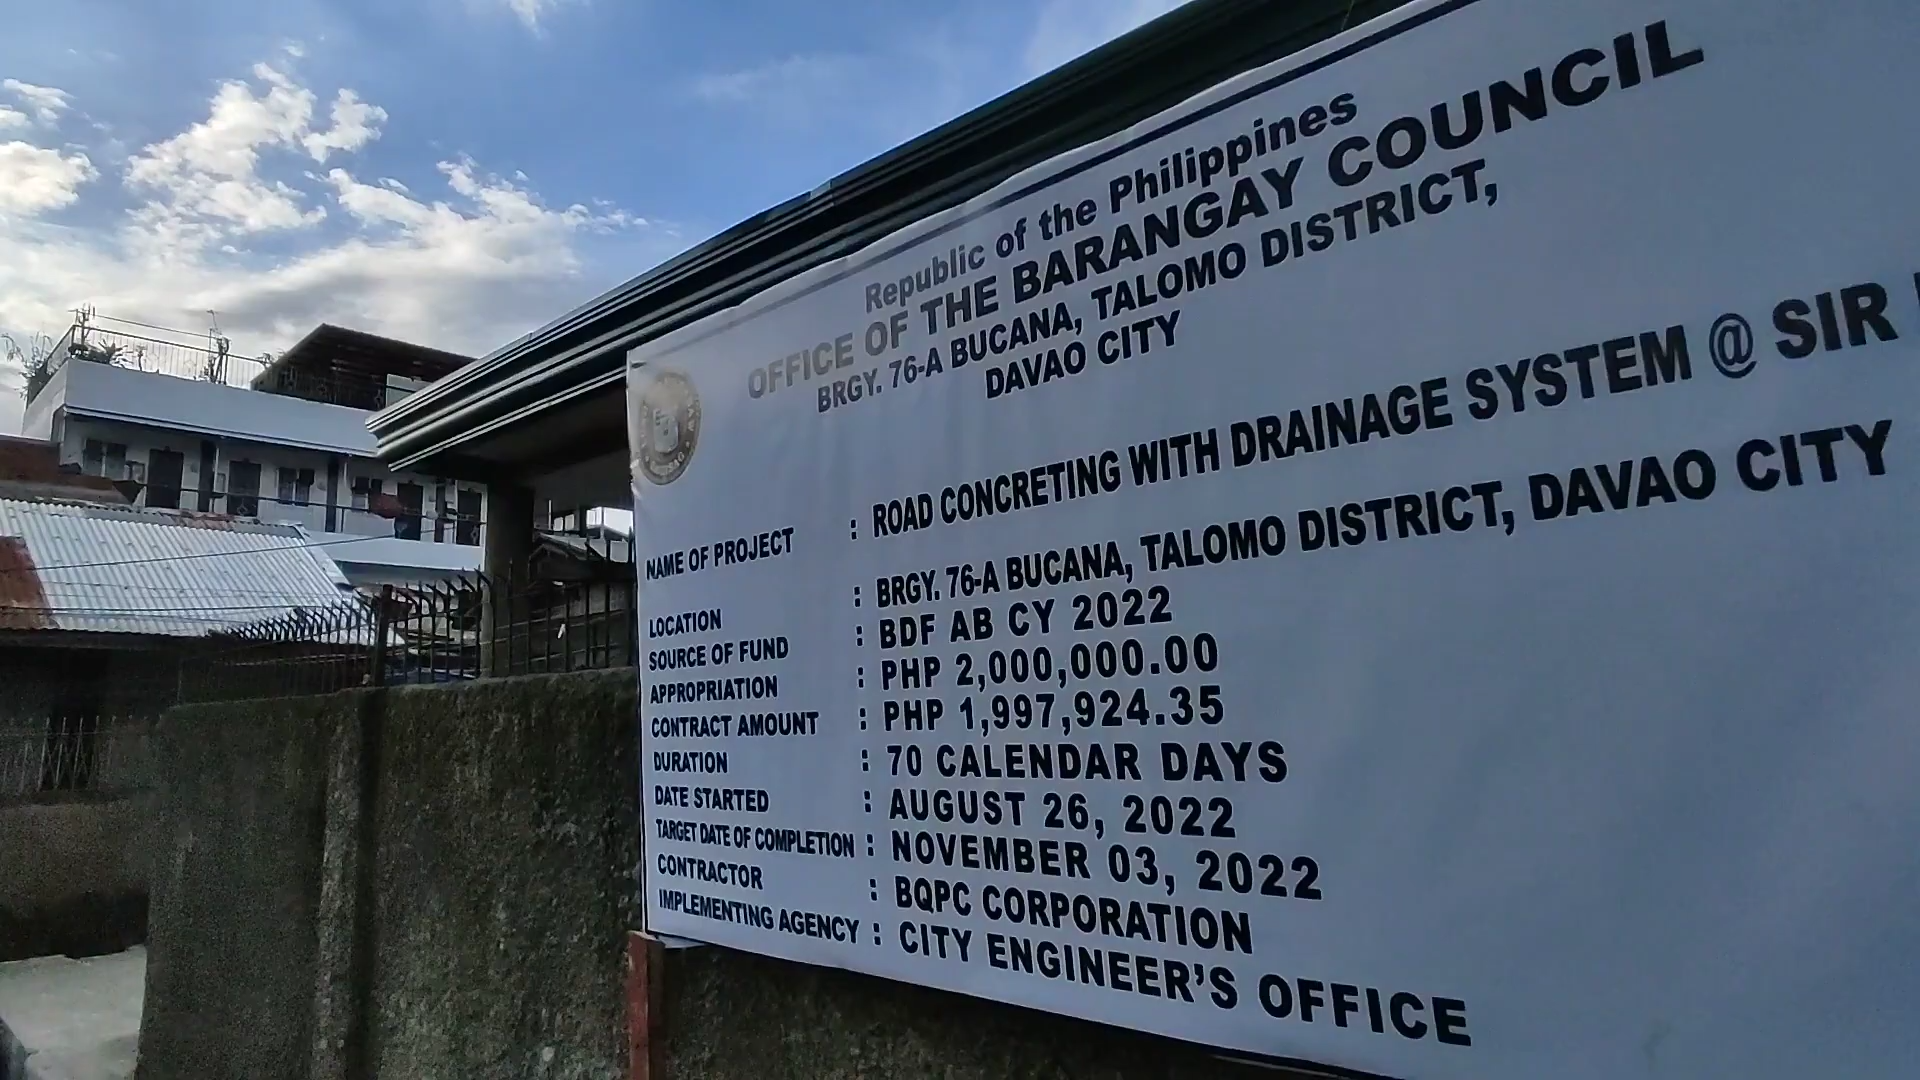 Republic of the Philippines
OFFICE OF THE BARANGAY COUNCIL
BRGY. 76-A BUCANA, TALOMO DISTRICT,
DAVAO CITY
NAME OF PROJECT : ROAD CONCRETING WITH DRAINAGE SYSTEM @ SIR
LOCATION : BRGY. 76-A BUCANA, TALOMO DISTRICT, DAVAO CITY
SOURCE OF FUND : BDF AB CY 2022
APPROPRIATION : PHP 2,000,000.00
CONTRACT AMOUNT : PHP 1,997,924.35
DURATION : 70 CALENDAR DAYS
DATE STARTED : AUGUST 26, 2022
TARGET DATE OF COMPLETION : NOVEMBER 03, 2022
CONTRACTOR : BQPC CORPORATION
IMPLEMENTING AGENCY : CITY ENGINEER'S OFFICE